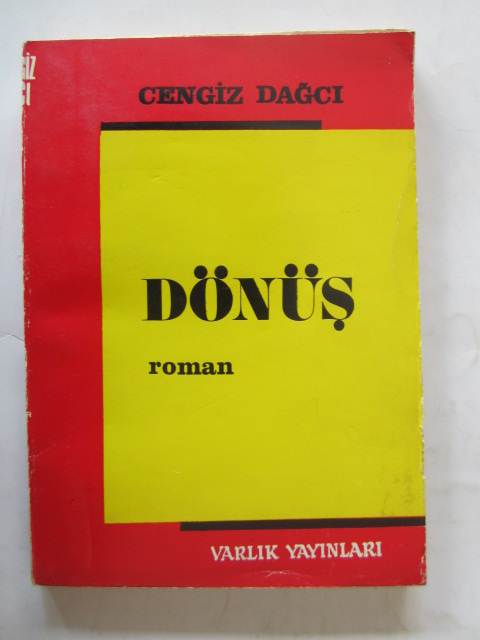 CENGİZ DAĞCI
DÖNÜŞ
roman
VARLIK YAYINLARI